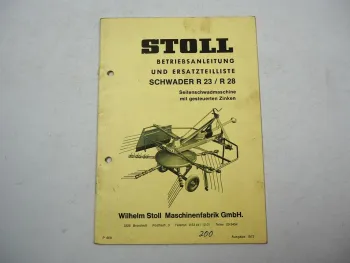 STOLL
BETRIEBSANLEITUNG
UND ERSATZTEILLISTE
SCHWADER R 23 / R 28
Seitenschwadmaschine
mit gesteuerten Zinken
Wilhelm Stoll Maschinenfabrik GmbH.
200